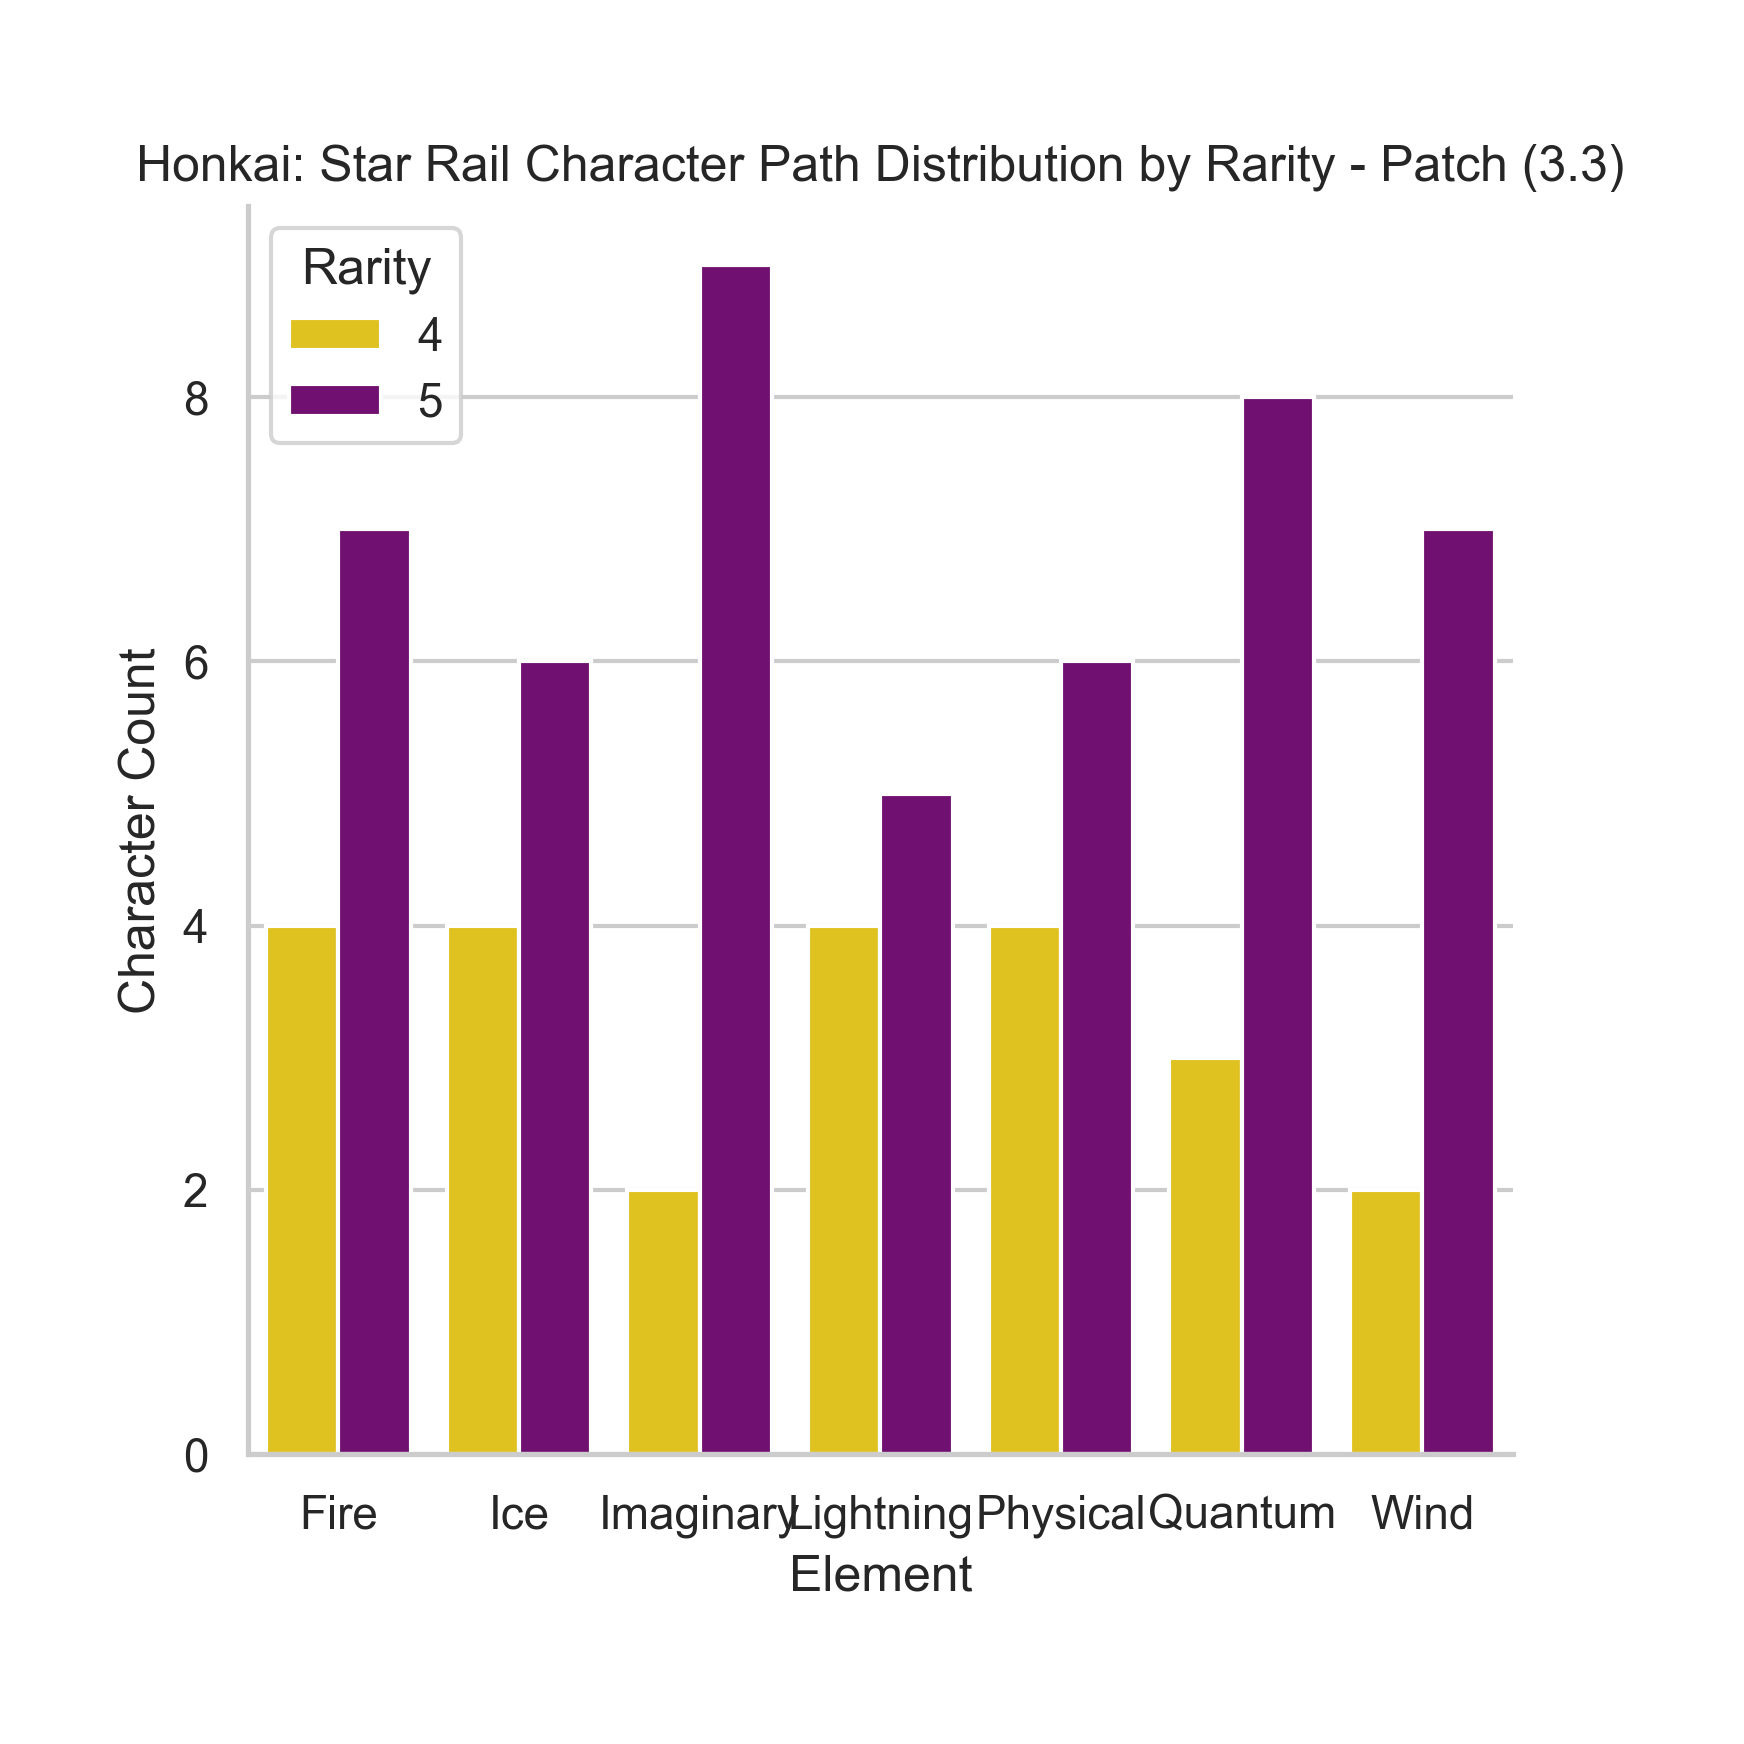 Honkai: Star Rail Character Path Distribution by Rarity - Patch (3.3)
Rarity
4
5
8
6
4
2
0
Character Count
Fire Ice Imaginary Lightning Physical Quantum Wind
Element